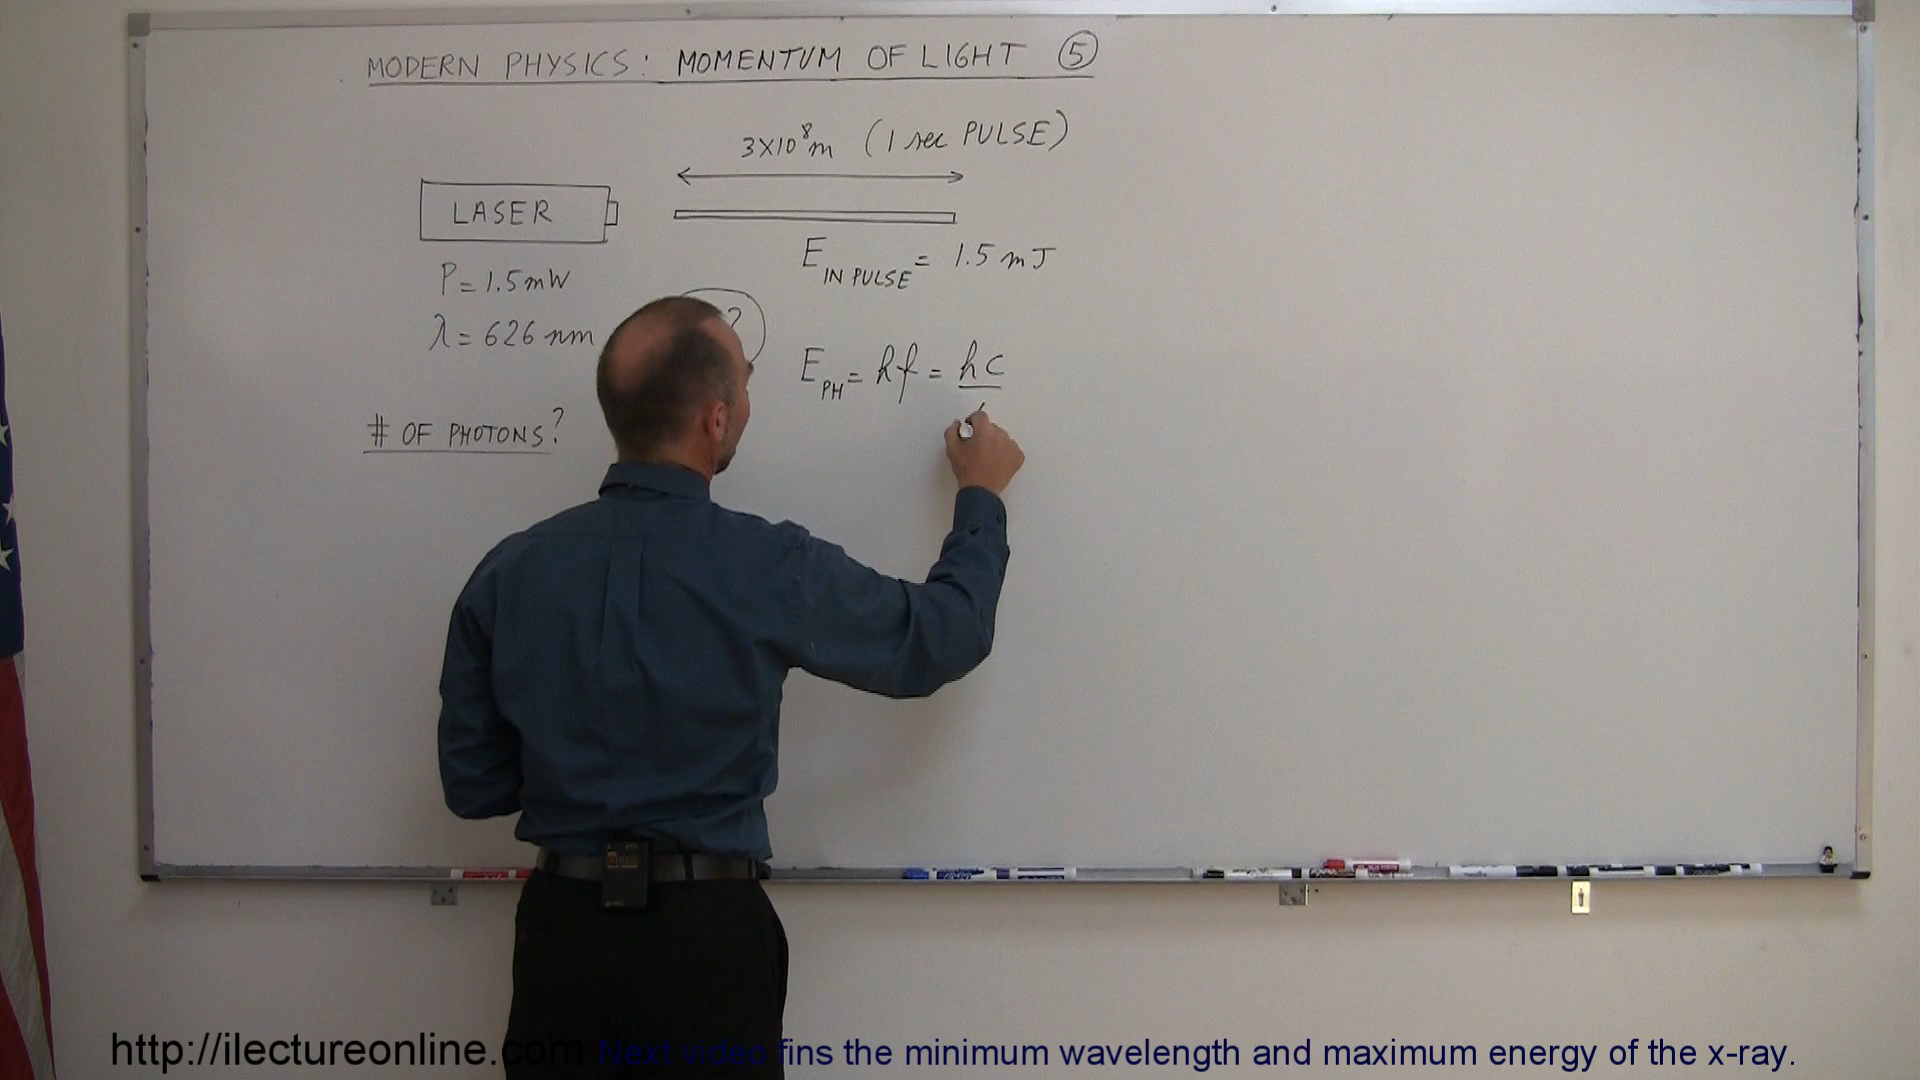 MODERN PHYSICS: MOMENTUM OF LIGHT ⑤
3X10⁸m (1 sec PULSE)
LASER
P = 1.5mW
λ = 626 nm
?
E IN PULSE = 1.5 mJ
E PH = hf = hc
# OF PHOTONS?
http://ilectureonline.com Next video fins the minimum wavelength and maximum energy of the x-ray.